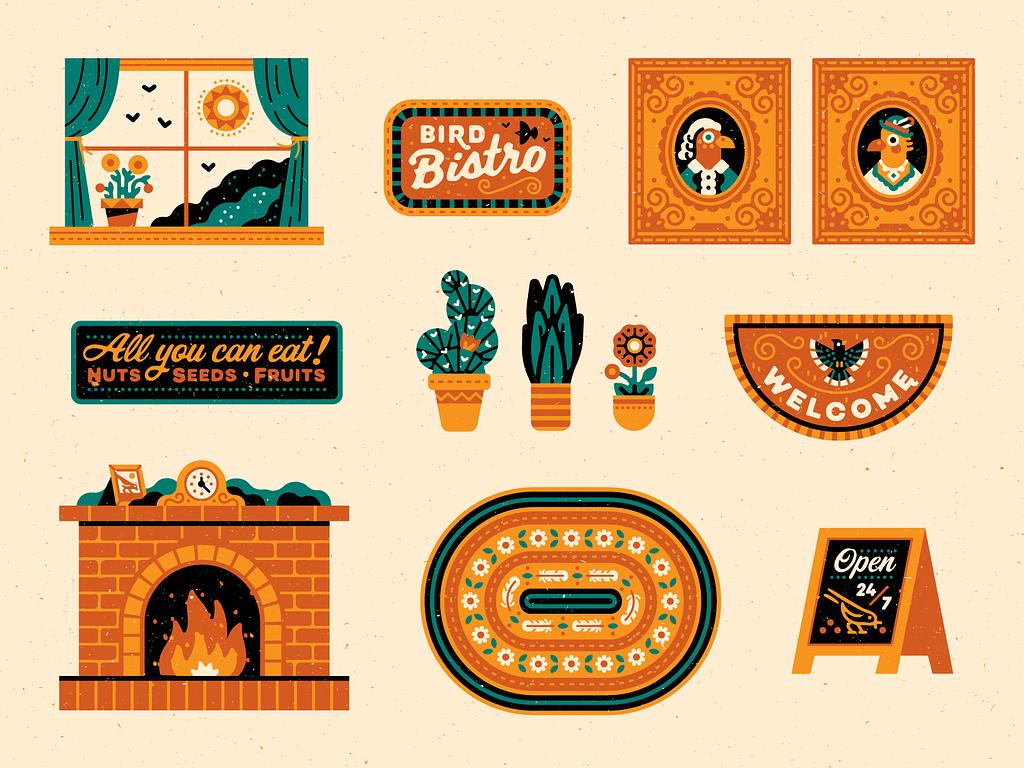 BIRD
Bistro
All you can eat!
NUTS • SEEDS • FRUITS
WELCOME
Open
24/7